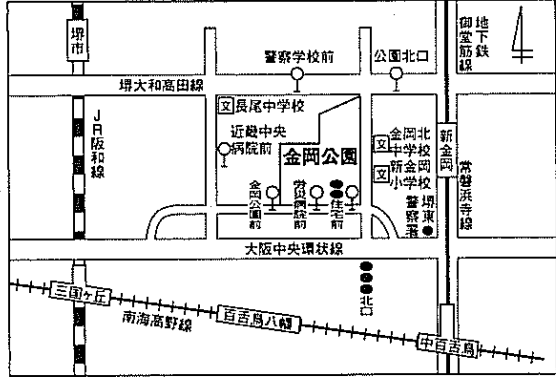 堺市
警察学校前
公園北口
地下鉄
御堂筋線
堺大和高田線
文長尾中学校
近畿中央
病院前
金岡公園
文金岡北
中学校
文新金岡
小学校
新金岡
常磐浜寺線
JR阪和線
金岡公園前
労災病院前
●●住宅前
堺東
警察署
大阪中央環状線
●●●●北口
三国ヶ丘
南海高野線
百舌鳥八幡
中百舌鳥